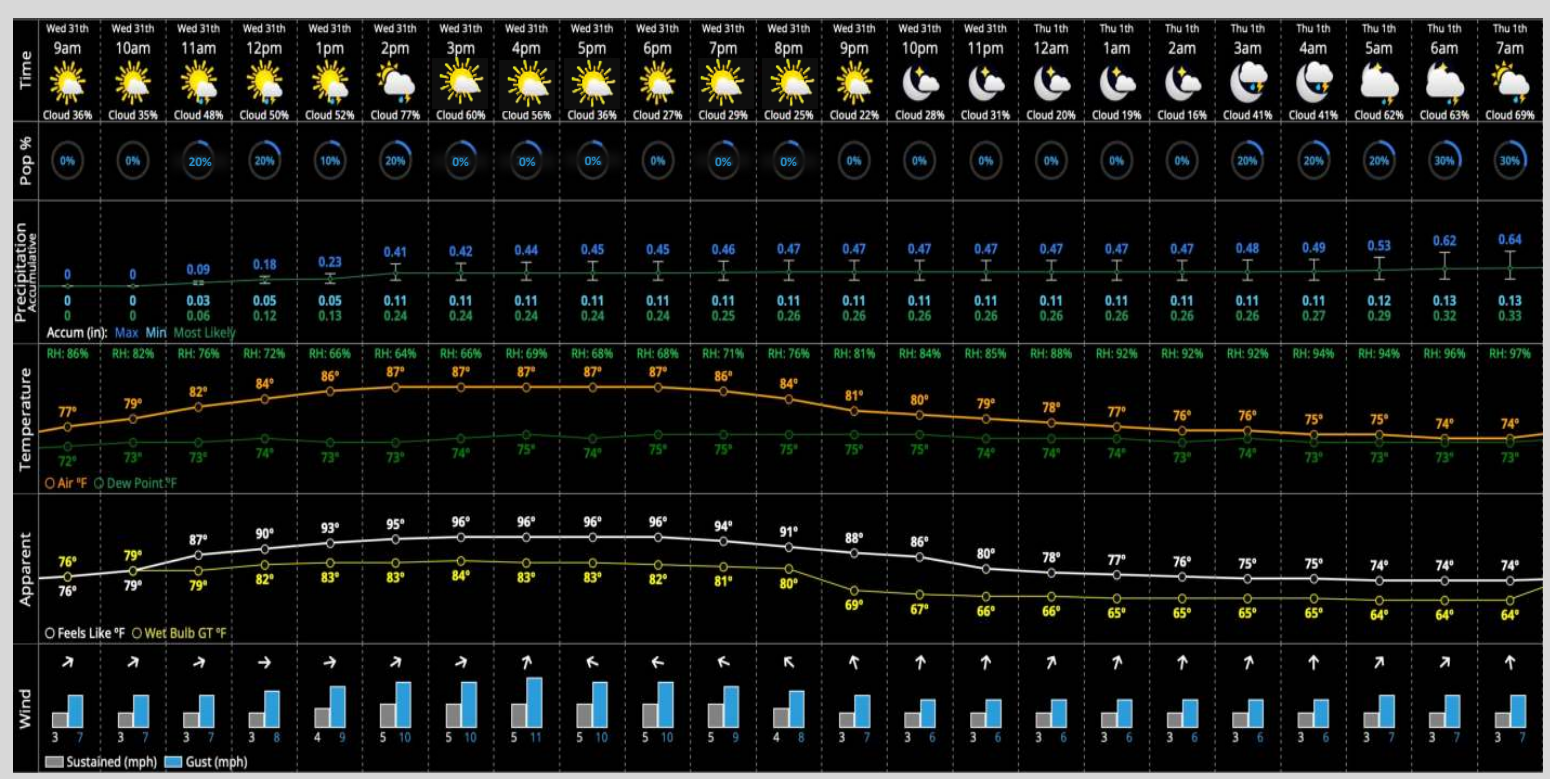 Wed 31th Wed 31th Wed 31th Wed 31th Wed 31th Wed 31th Wed 31th Wed 31th Wed 31th Wed 31th Wed 31th Wed 31th Wed 31th Wed 31th Wed 31th Thu 1th Thu 1th Thu 1th Thu 1th Thu 1th Thu 1th Thu 1th Thu 1th
9am 10am 11am 12pm 1pm 2pm 3pm 4pm 5pm 6pm 7pm 8pm 9pm 10pm 11pm 12am 1am 2am 3am 4am 5am 6am 7am
Time
Cloud 36% Cloud 35% Cloud 48% Cloud 50% Cloud 52% Cloud 77% Cloud 60% Cloud 56% Cloud 36% Cloud 27% Cloud 29% Cloud 25% Cloud 22% Cloud 28% Cloud 31% Cloud 20% Cloud 19% Cloud 16% Cloud 41% Cloud 41% Cloud 62% Cloud 63% Cloud 69%
Pop %
0% 0% 20% 20% 10% 20% 0% 0% 0% 0% 0% 0% 0% 0% 0% 0% 0% 0% 20% 20% 20% 30% 30%
Precipitation
Accumulative
0 0 0.09 0.18 0.23 0.41 0.42 0.44 0.45 0.45 0.46 0.47 0.47 0.47 0.47 0.47 0.47 0.47 0.48 0.49 0.53 0.62 0.64
0 0 0.03 0.05 0.05 0.11 0.11 0.11 0.11 0.11 0.11 0.11 0.11 0.11 0.11 0.11 0.11 0.11 0.11 0.11 0.12 0.13 0.13
0 0 0.06 0.12 0.13 0.24 0.24 0.24 0.24 0.24 0.25 0.26 0.26 0.26 0.26 0.26 0.26 0.26 0.26 0.27 0.29 0.32 0.33
Accum (in): Max Min Most Likely
Temperature
RH: 86% RH: 82% RH: 76% RH: 72% RH: 66% RH: 64% RH: 66% RH: 69% RH: 68% RH: 68% RH: 71% RH: 76% RH: 81% RH: 84% RH: 85% RH: 88% RH: 92% RH: 92% RH: 92% RH: 94% RH: 94% RH: 96% RH: 97%
77° 79° 82° 84° 86° 87° 87° 87° 87° 87° 86° 84° 81° 80° 79° 78° 77° 76° 76° 75° 75° 74° 74°
72° 73° 73° 74° 73° 73° 74° 75° 74° 75° 75° 75° 75° 75° 74° 74° 74° 73° 74° 73° 73° 73° 73°
Air °F Dew Point °F
Apparent
76° 79° 87° 90° 93° 95° 96° 96° 96° 96° 94° 91° 88° 86° 80° 78° 77° 76° 75° 75° 74° 74° 74°
76° 79° 79° 82° 83° 83° 84° 83° 83° 82° 81° 80° 69° 67° 66° 66° 65° 65° 65° 65° 64° 64° 64°
Feels Like °F Wet Bulb GT °F
Wind
3 7 3 7 3 7 3 8 4 9 5 10 5 10 5 11 5 10 5 10 5 9 4 8 3 7 3 6 3 6 3 6 3 6 3 6 3 6 3 6 3 7 3 7 3 7
Sustained (mph) Gust (mph)